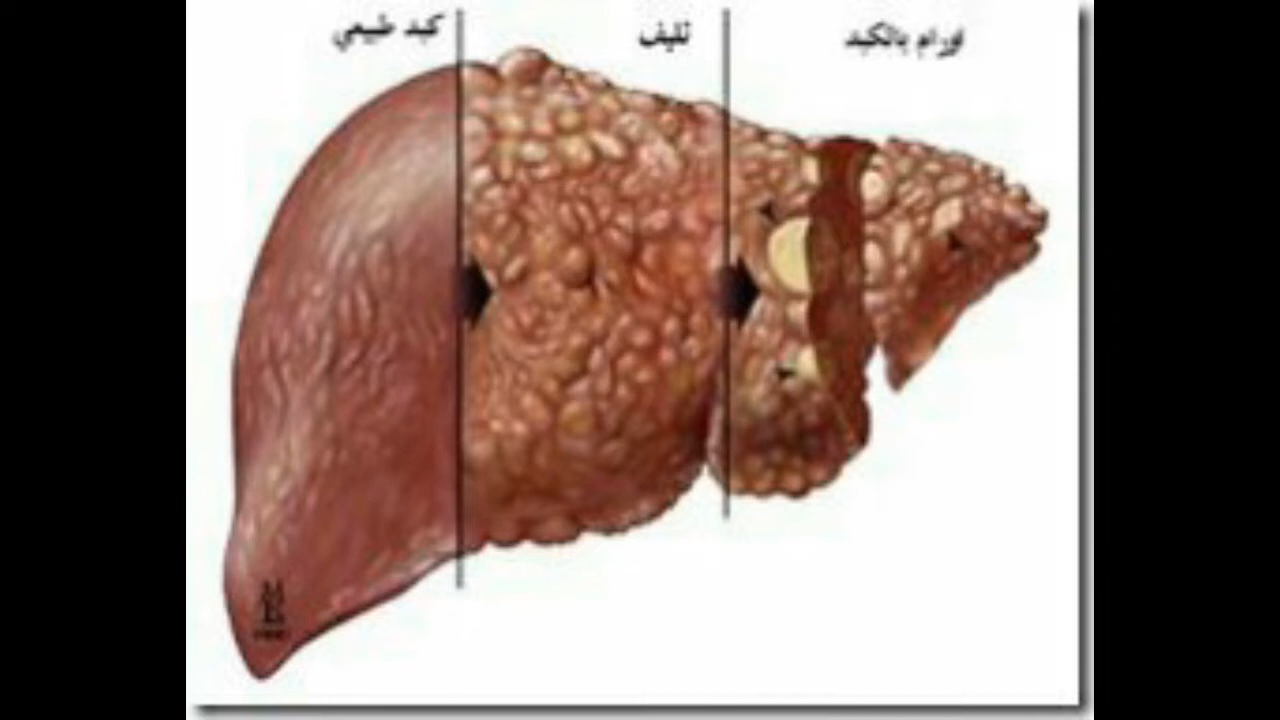 كبد طبيعي
تليف
اورام بالكبد